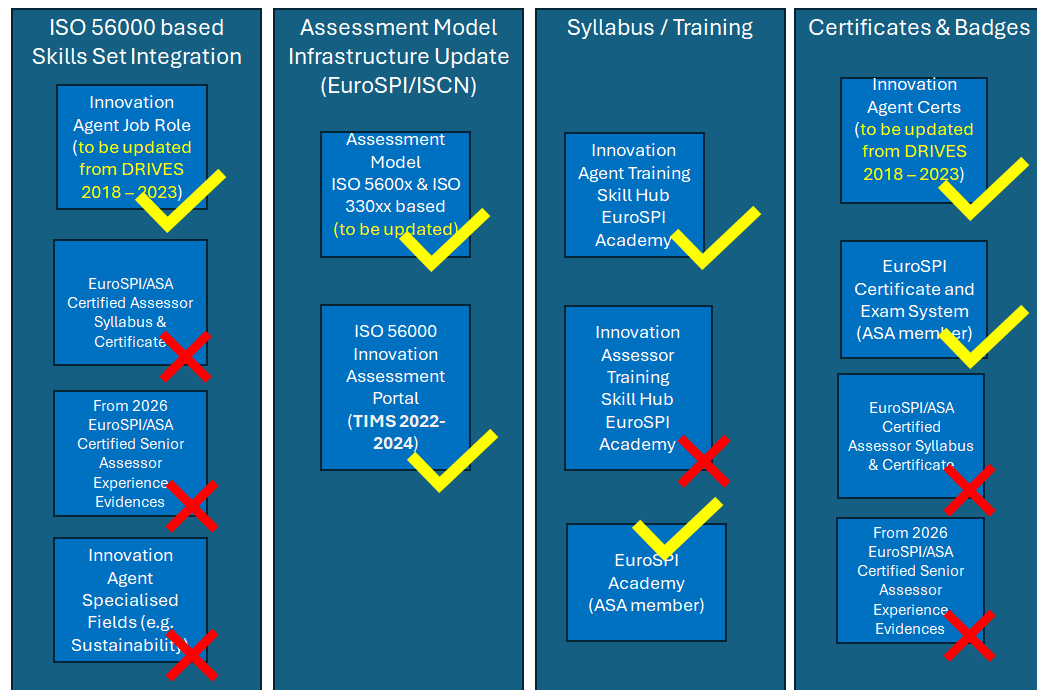 ISO 56000 based
Skills Set Integration
Innovation
Agent Job Role
(to be updated
from DRIVES
2018 – 2023)
EuroSPI/ASA
Certified Assessor
Syllabus &
Certificate
From 2026
EuroSPI/ASA
Certified Senior
Assessor
Experience
Evidences
Innovation
Agent
Specialised
Fields (e.g.
Sustainability)
Assessment Model
Infrastructure Update
(EuroSPI/ISCN)
Assessment
Model
ISO 5600x & ISO
330xx based
(to be updated)
ISO 56000
Innovation
Assessment
Portal
(TIMS 2022-
2024)
Syllabus / Training
Innovation
Agent Training
Skill Hub
EuroSPI
Academy
Innovation
Assessor
Training
Skill Hub
EuroSPI
Academy
EuroSPI
Academy
(ASA member)
Certificates & Badges
Innovation
Agent Certs
(to be updated
from DRIVES
2018 – 2023)
EuroSPI
Certificate and
Exam System
(ASA member)
EuroSPI/ASA
Certified
Assessor Syllabus
& Certificate
From 2026
EuroSPI/ASA
Certified Senior
Assessor
Experience
Evidences